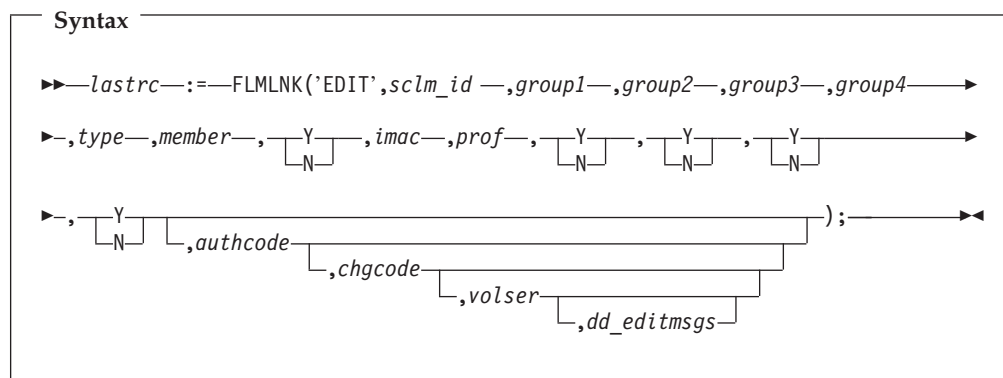 Syntax
►►─lastrc─:=─FLMLNK('EDIT',sclm_id ─,group1─,group2─,group3─,group4─►
Y Y Y Y
►─,type─,member─, ,imac─,prof─, , , ─►
N N N N
►─, Y );─►◄
N
,authcode
,chgcode
,volser
,dd_editmsgs